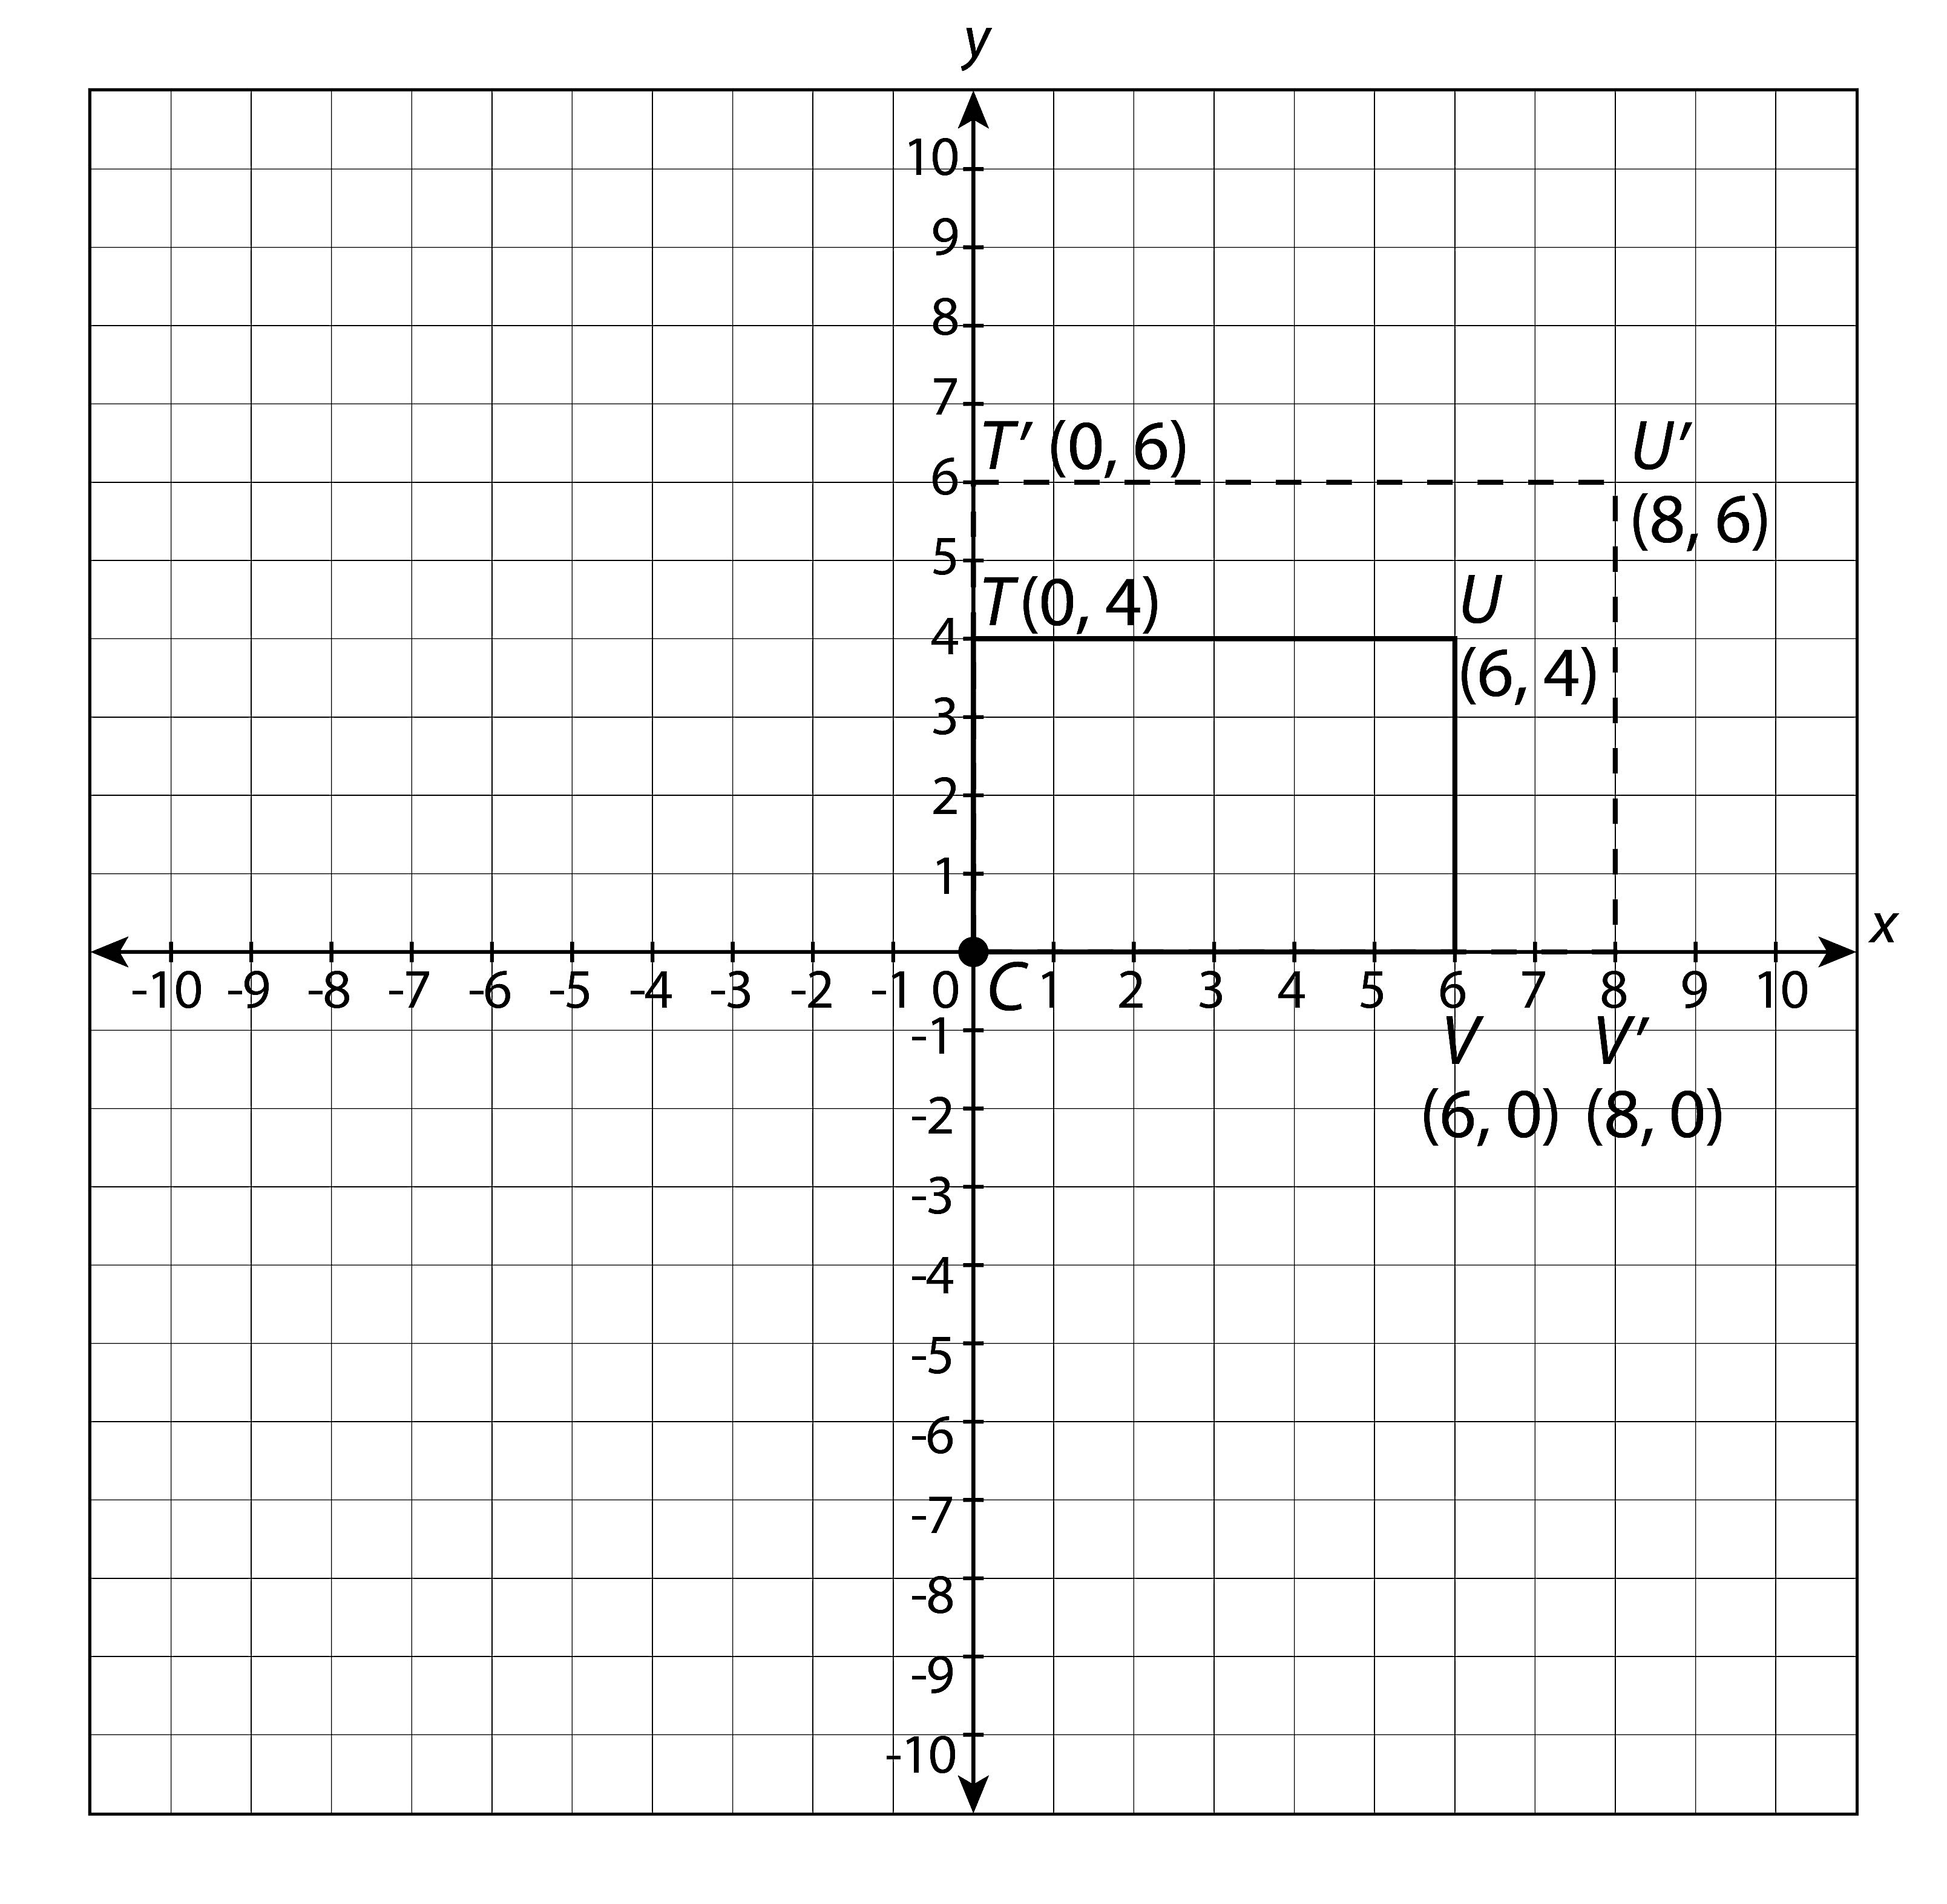 y
10
9
8
7
T′ (0, 6)
U′
6
(8, 6)
5
T (0, 4)
U
4
(6, 4)
3
2
1
x
-10 -9 -8 -7 -6 -5 -4 -3 -2 -1 0 C 1 2 3 4 5 6 7 8 9 10
-1
V V′
-2
(6, 0) (8, 0)
-3
-4
-5
-6
-7
-8
-9
-10